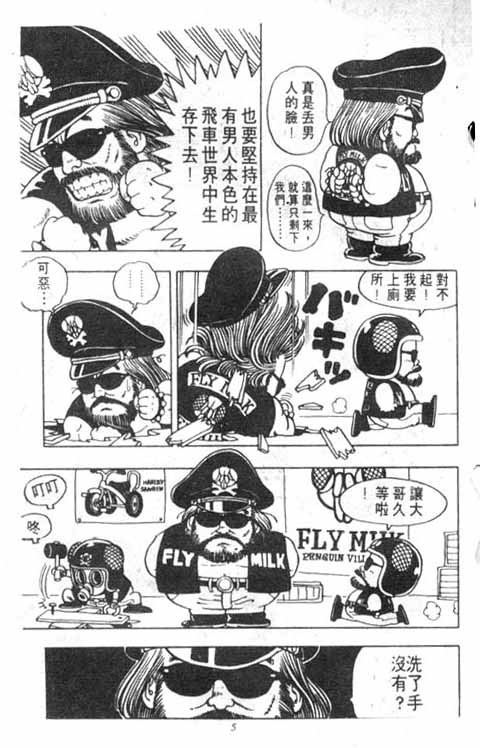 真是丟男
人的臉！
FLY MILK
這麼一來，
就算只剩下
我們………
也要堅持在最
有男人本色的
飛車世界中生
存下去！
對不
起！我要
上廁
所！
バキッ
FLY MILK
………
可惡…
讓大
哥久
等啦
！
FLY MILK
PENGUIN VILL
FLY MILK
叮叮
咚
洗了手
沒有？
5